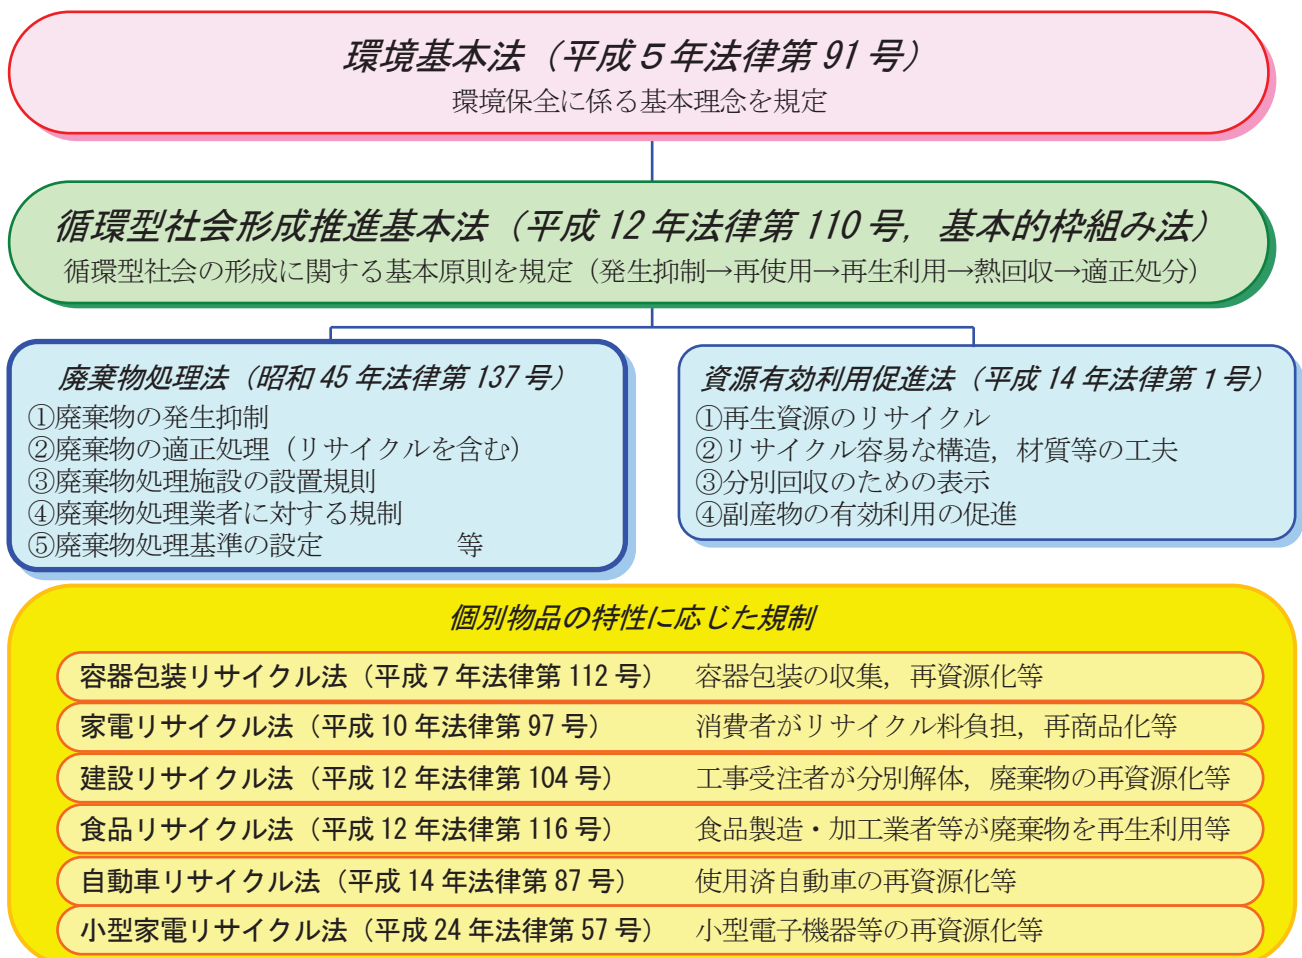 環境基本法（平成５年法律第 91 号）
環境保全に係る基本理念を規定
循環型社会形成推進基本法（平成 12 年法律第 110 号，基本的枠組み法）
循環型社会の形成に関する基本原則を規定（発生抑制→再使用→再生利用→熱回収→適正処分）
廃棄物処理法（昭和 45 年法律第 137 号）
①廃棄物の発生抑制
②廃棄物の適正処理（リサイクルを含む）
③廃棄物処理施設の設置規則
④廃棄物処理業者に対する規制
⑤廃棄物処理基準の設定　　　　　等
資源有効利用促進法（平成 14 年法律第 1 号）
①再生資源のリサイクル
②リサイクル容易な構造，材質等の工夫
③分別回収のための表示
④副産物の有効利用の促進
個別物品の特性に応じた規制
容器包装リサイクル法（平成７年法律第 112 号）　容器包装の収集，再資源化等
家電リサイクル法（平成 10 年法律第 97 号）　消費者がリサイクル料負担，再商品化等
建設リサイクル法（平成 12 年法律第 104 号）　工事受注者が分別解体，廃棄物の再資源化等
食品リサイクル法（平成 12 年法律第 116 号）　食品製造・加工業者等が廃棄物を再生利用等
自動車リサイクル法（平成 14 年法律第 87 号）　使用済自動車の再資源化等
小型家電リサイクル法（平成 24 年法律第 57 号）　小型電子機器等の再資源化等